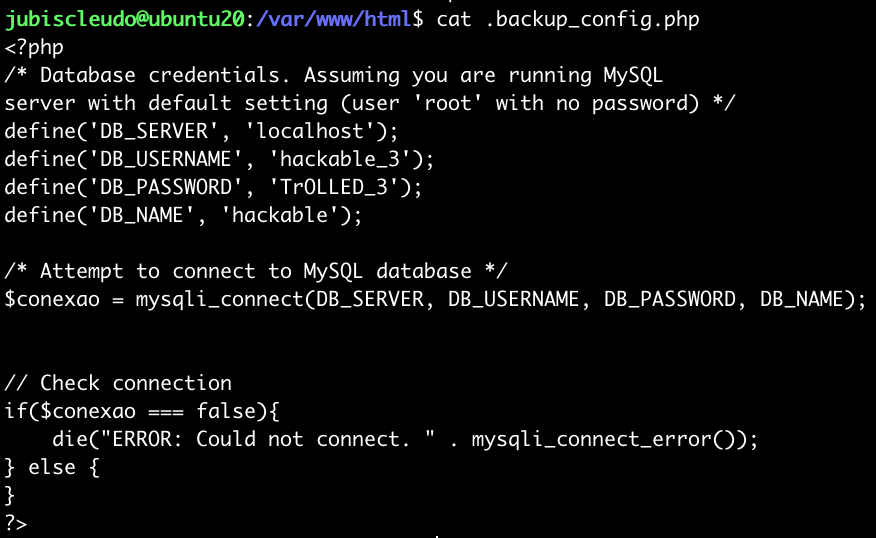 jubiscleudo@ubuntu20:/var/www/html$ cat .backup_config.php
<?php
/* Database credentials. Assuming you are running MySQL
server with default setting (user 'root' with no password) */
define('DB_SERVER', 'localhost');
define('DB_USERNAME', 'hackable_3');
define('DB_PASSWORD', 'TrOLLED_3');
define('DB_NAME', 'hackable');

/* Attempt to connect to MySQL database */
$conexao = mysqli_connect(DB_SERVER, DB_USERNAME, DB_PASSWORD, DB_NAME);


// Check connection
if($conexao === false){
    die("ERROR: Could not connect. " . mysqli_connect_error());
} else {
}
?>